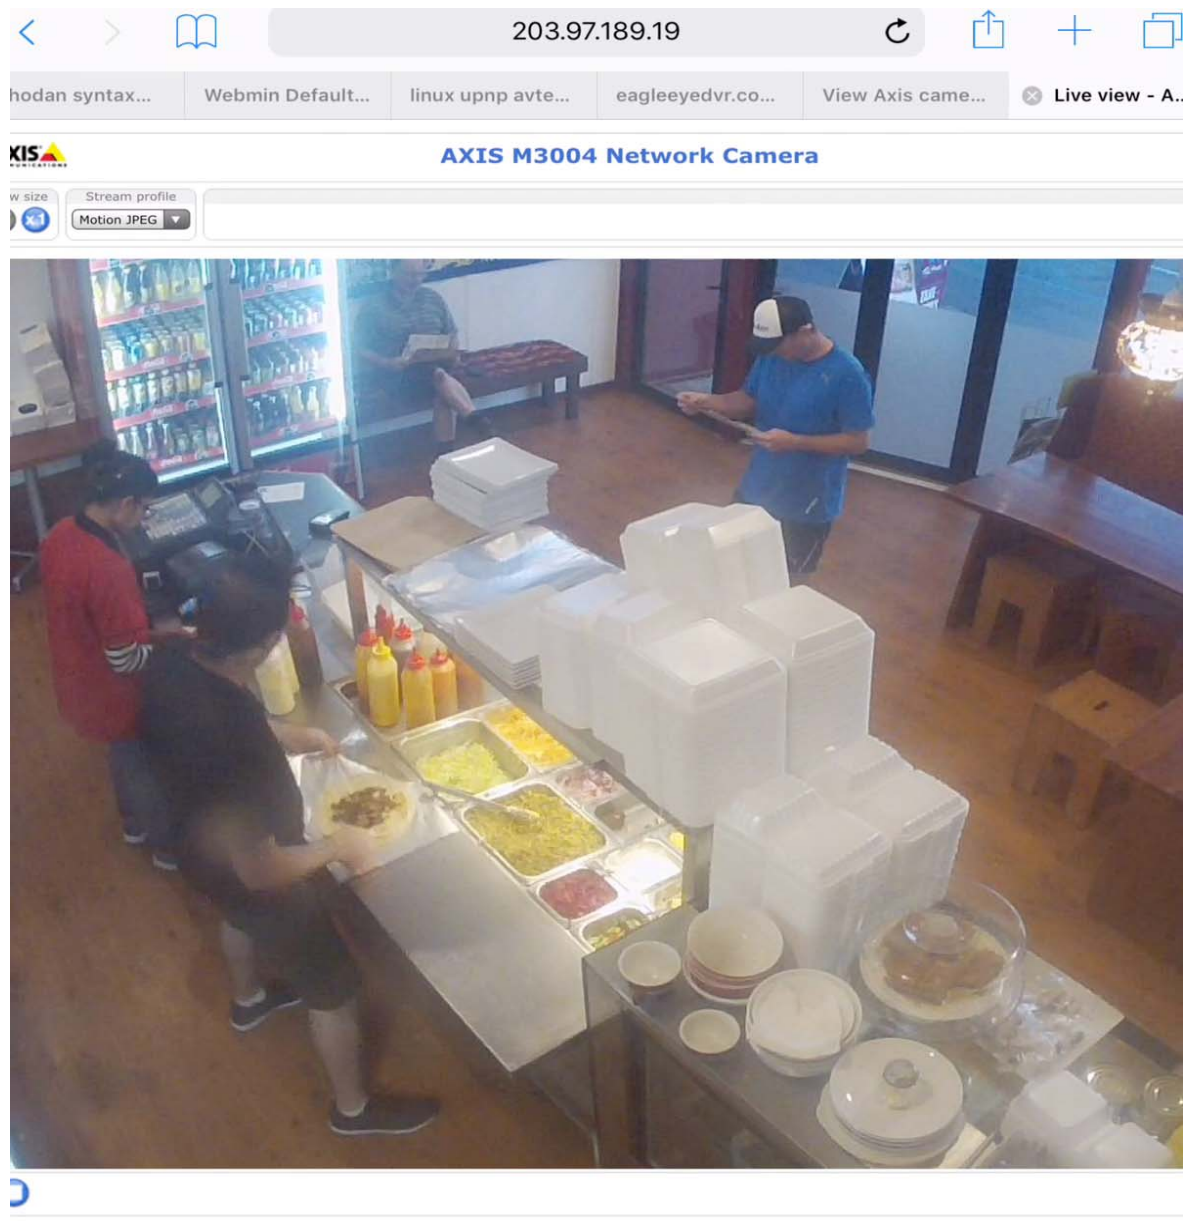 203.97.189.19
hodan syntax...
Webmin Default...
linux upnp avte...
eagleeyedvr.co...
View Axis came...
Live view - A..
XIS
AXIS M3004 Network Camera
w size
Stream profile
x1
Motion JPEG